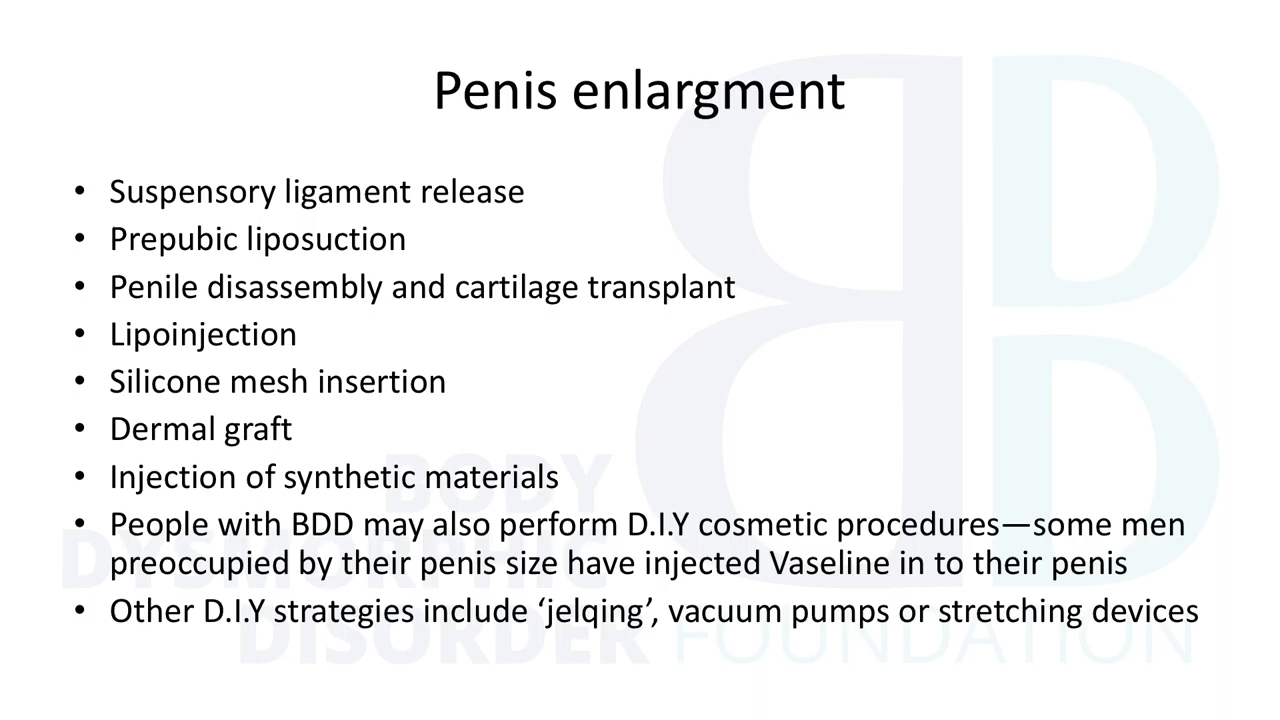 Penis enlargment
• Suspensory ligament release
• Prepubic liposuction
• Penile disassembly and cartilage transplant
• Lipoinjection
• Silicone mesh insertion
• Dermal graft
• Injection of synthetic materials
• People with BDD may also perform D.I.Y cosmetic procedures—some men
preoccupied by their penis size have injected Vaseline in to their penis
• Other D.I.Y strategies include ‘jelqing’, vacuum pumps or stretching devices
BDD
BODY
DYSMORPHIC
DISORDER FOUNDATION